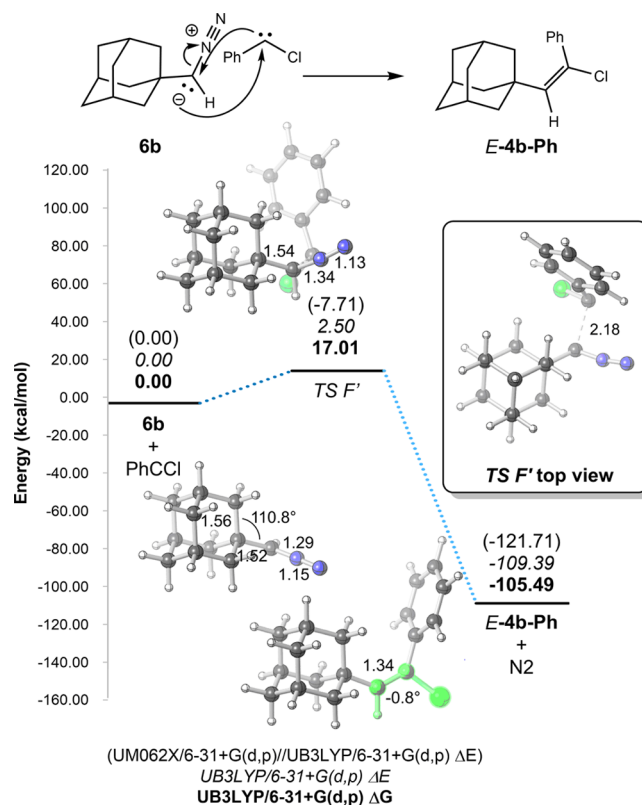 N
N
⊕
Ph
Cl
Ph
Cl
⊖
H
H
6b
E-4b-Ph
120.00
100.00
80.00
60.00
40.00
20.00
0.00
-20.00
-40.00
-60.00
-80.00
-100.00
-120.00
-140.00
-160.00
Energy (kcal/mol)
1.54
1.13
1.34
(-7.71)
2.50
17.01
TS F'
(0.00)
0.00
0.00
6b
+
PhCCl
2.18
TS F' top view
1.56
110.8°
1.29
1.52
1.15
(-121.71)
-109.39
-105.49
E-4b-Ph
+
N2
1.34
-0.8°
(UM062X/6-31+G(d,p)//UB3LYP/6-31+G(d,p) ΔE)
UB3LYP/6-31+G(d,p) ΔE
UB3LYP/6-31+G(d,p) ΔG